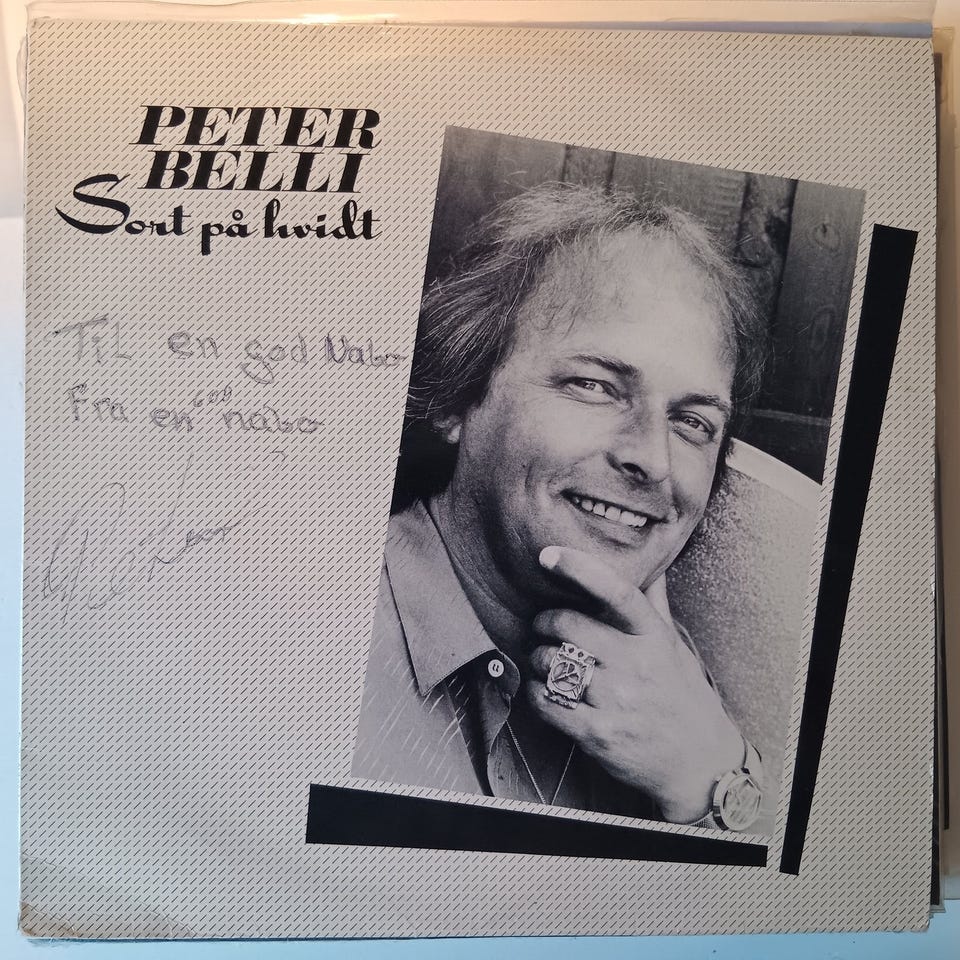 PETER
BELLI
Sort på hvidt
Til en god Nabo
Fra en god nabo